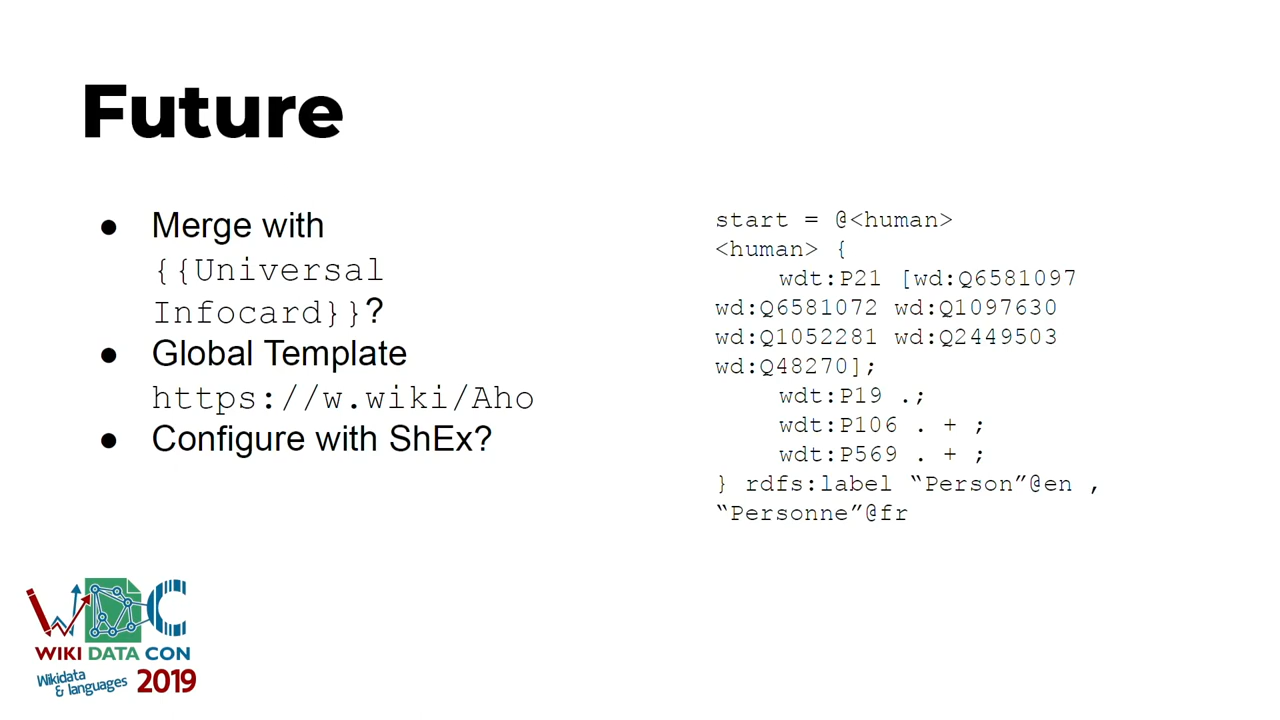 Future
● Merge with
{{Universal
Infocard}}?
● Global Template
https://w.wiki/Aho
● Configure with ShEx?
start = @<human>
<human> {
wdt:P21 [wd:Q6581097
wd:Q6581072 wd:Q1097630
wd:Q1052281 wd:Q2449503
wd:Q48270];
wdt:P19 .;
wdt:P106 . + ;
wdt:P569 . + ;
} rdfs:label “Person”@en ,
“Personne”@fr
WDC
WIKI DATA CON
Wikidata
& languages 2019